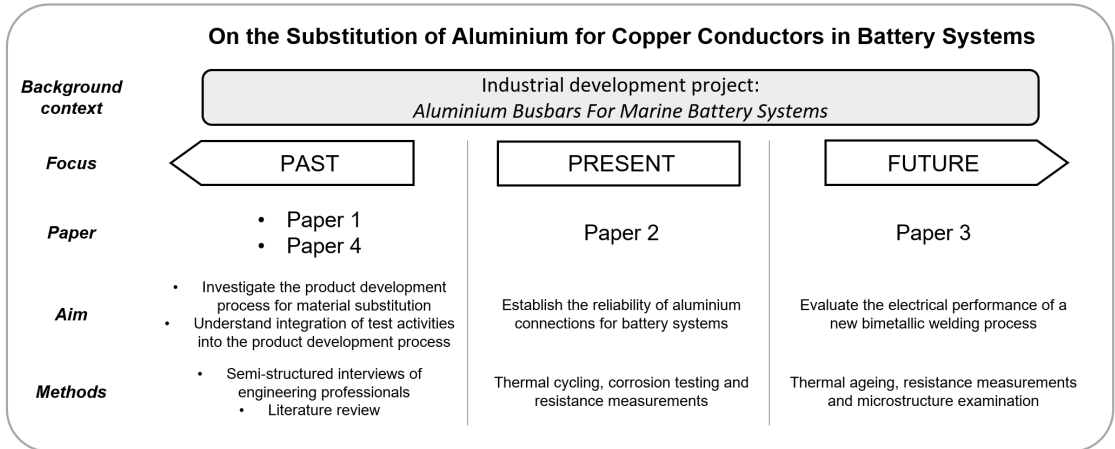 On the Substitution of Aluminium for Copper Conductors in Battery Systems
Background
context
Industrial development project:
Aluminium Busbars For Marine Battery Systems
Focus
PAST
PRESENT
FUTURE
Paper
• Paper 1
• Paper 4
Paper 2
Paper 3
Aim
• Investigate the product development
process for material substitution
• Understand integration of test activities
into the product development process
Establish the reliability of aluminium
connections for battery systems
Evaluate the electrical performance of a
new bimetallic welding process
Methods
• Semi-structured interviews of
engineering professionals
• Literature review
Thermal cycling, corrosion testing and
resistance measurements
Thermal ageing, resistance measurements
and microstructure examination